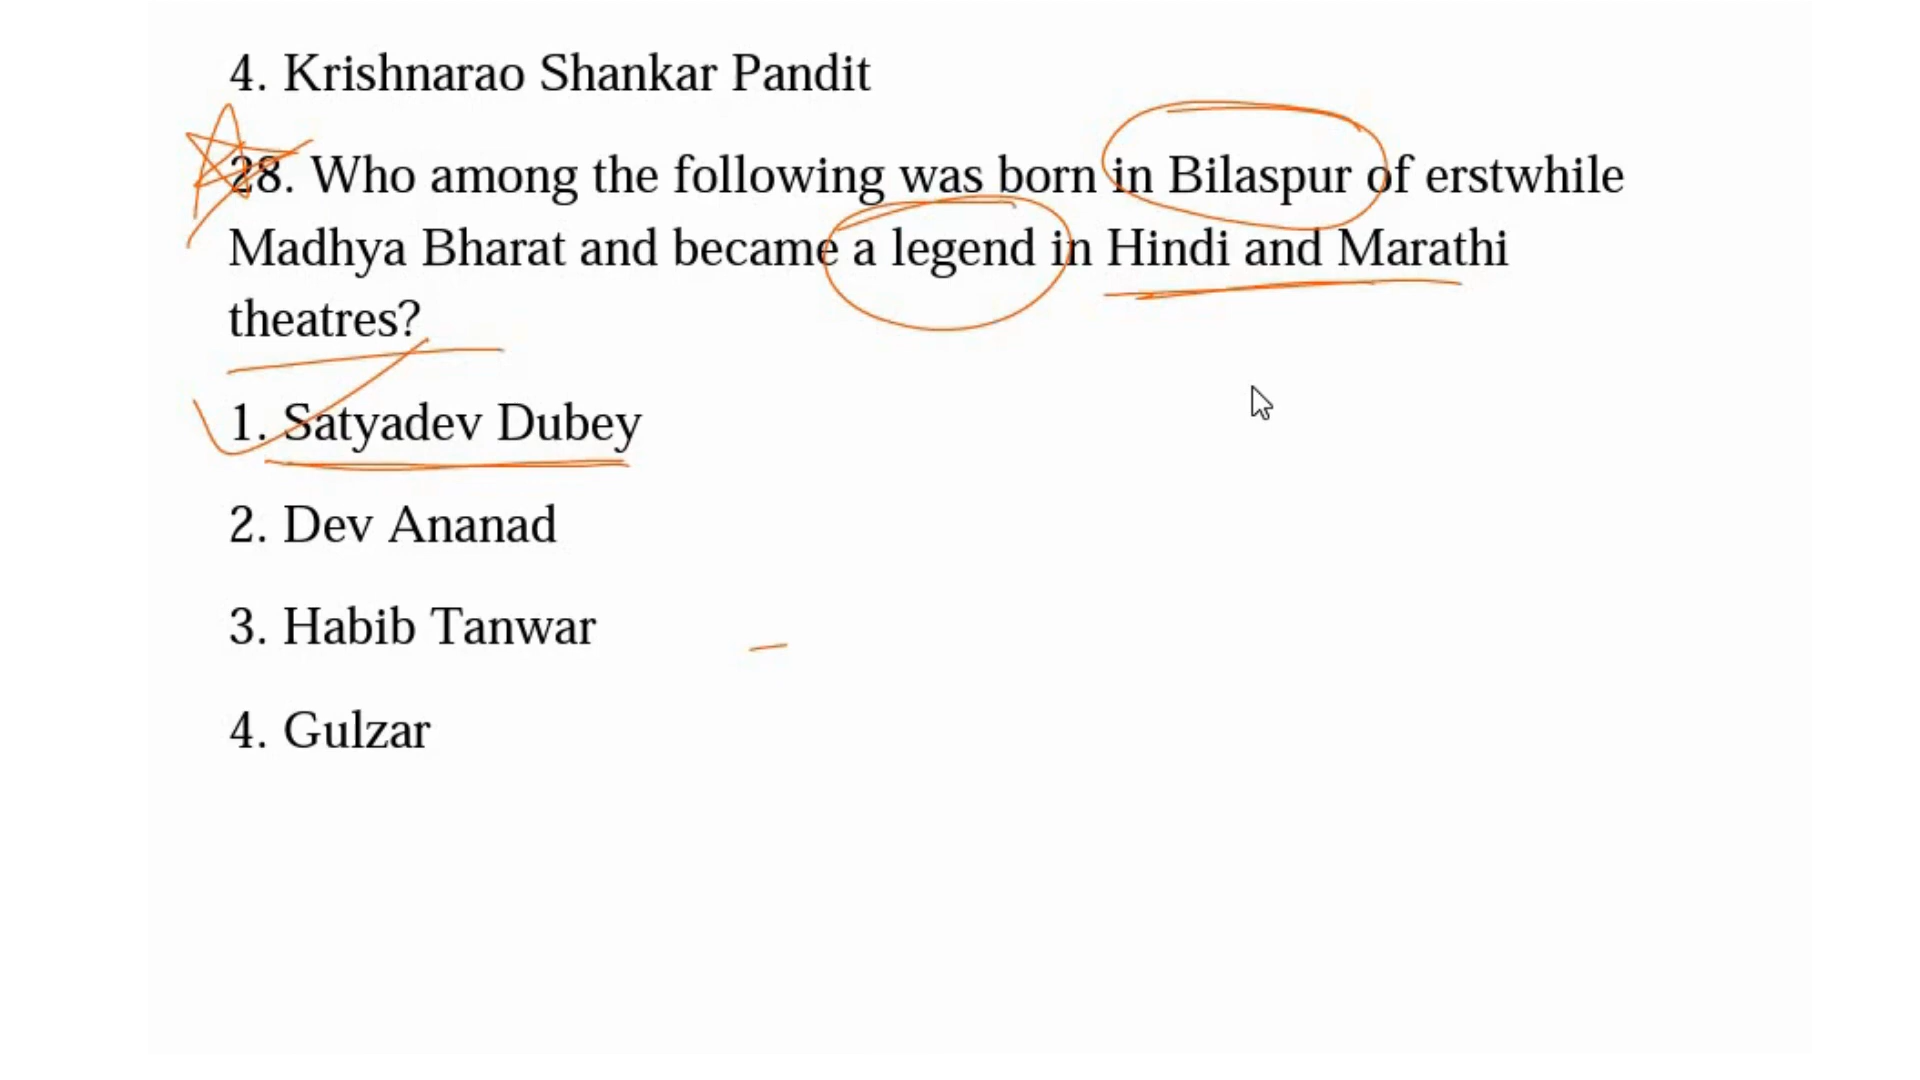 4. Krishnarao Shankar Pandit
28. Who among the following was born in Bilaspur of erstwhile
Madhya Bharat and became a legend in Hindi and Marathi
theatres?
1. Satyadev Dubey
2. Dev Ananad
3. Habib Tanwar
4. Gulzar